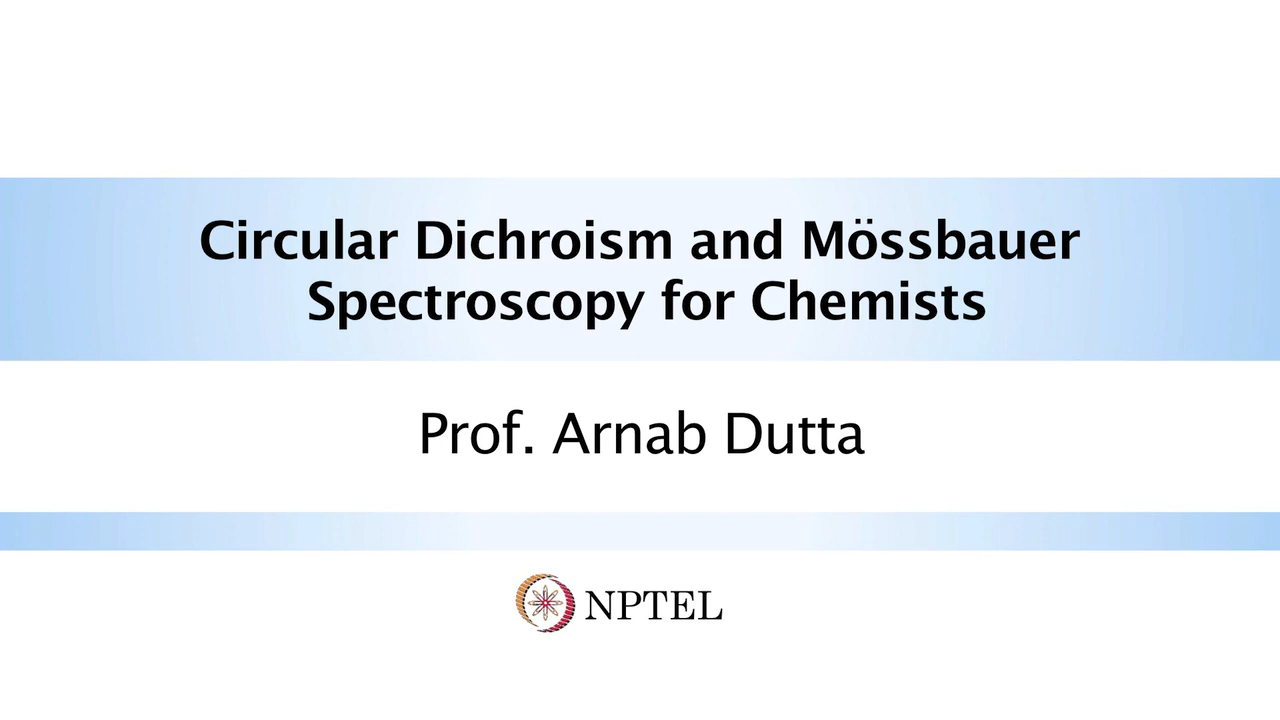 Circular Dichroism and Mössbauer
Spectroscopy for Chemists
Prof. Arnab Dutta
NPTEL